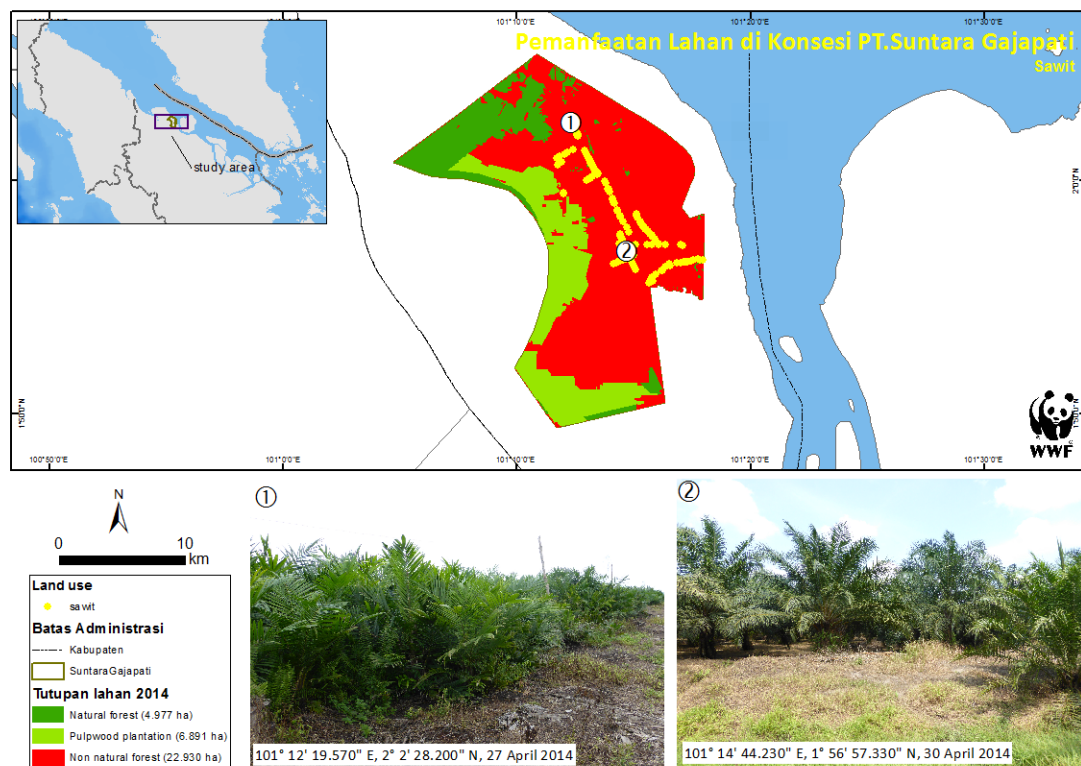 Pemanfaatan Lahan di Konsesi PT.Suntara Gajapati
Sawit
study area
101°10'0"E
101°20'0"E
101°30'0"E
2°0'0"N
1°50'0"N
1°50'0"N
100°50'0"E
101°0'0"E
101°10'0"E
101°20'0"E
101°30'0"E
1
2
WWF
N
0 10
km
Land use
sawit
Batas Administrasi
Kabupaten
SuntaraGajapati
Tutupan lahan 2014
Natural forest (4.977 ha)
Pulpwood plantation (6.891 ha)
Non natural forest (22.930 ha)
①
101° 12' 19.570" E, 2° 2' 28.200" N, 27 April 2014
②
101° 14' 44.230" E, 1° 56' 57.330" N, 30 April 2014